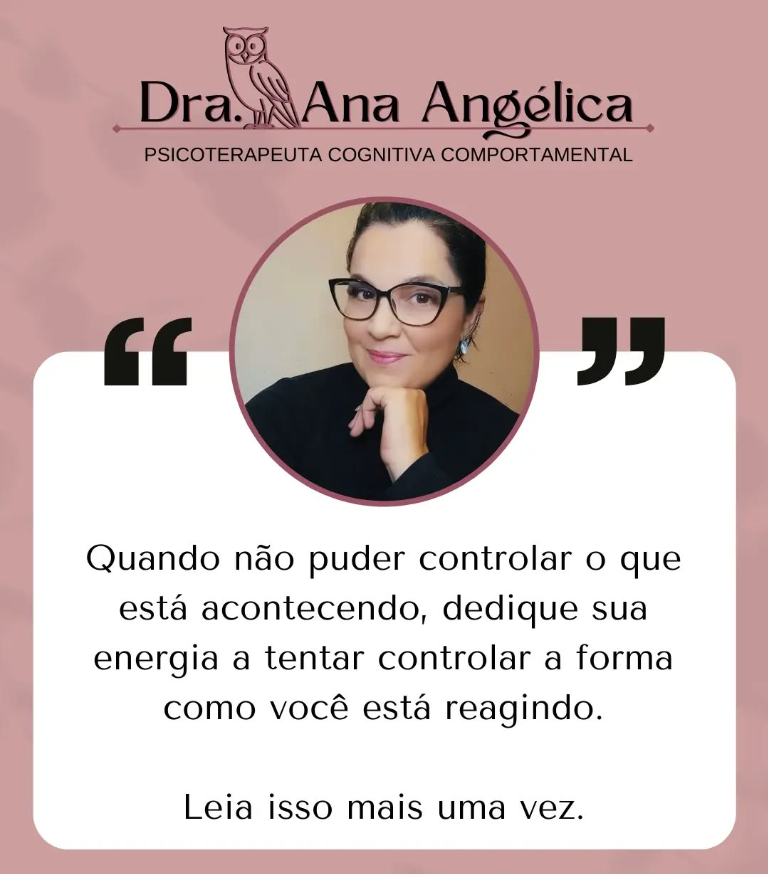 Dra. Ana Angélica
PSICOTERAPEUTA COGNITIVA COMPORTAMENTAL
“ ”
Quando não puder controlar o que
está acontecendo, dedique sua
energia a tentar controlar a forma
como você está reagindo.
Leia isso mais uma vez.